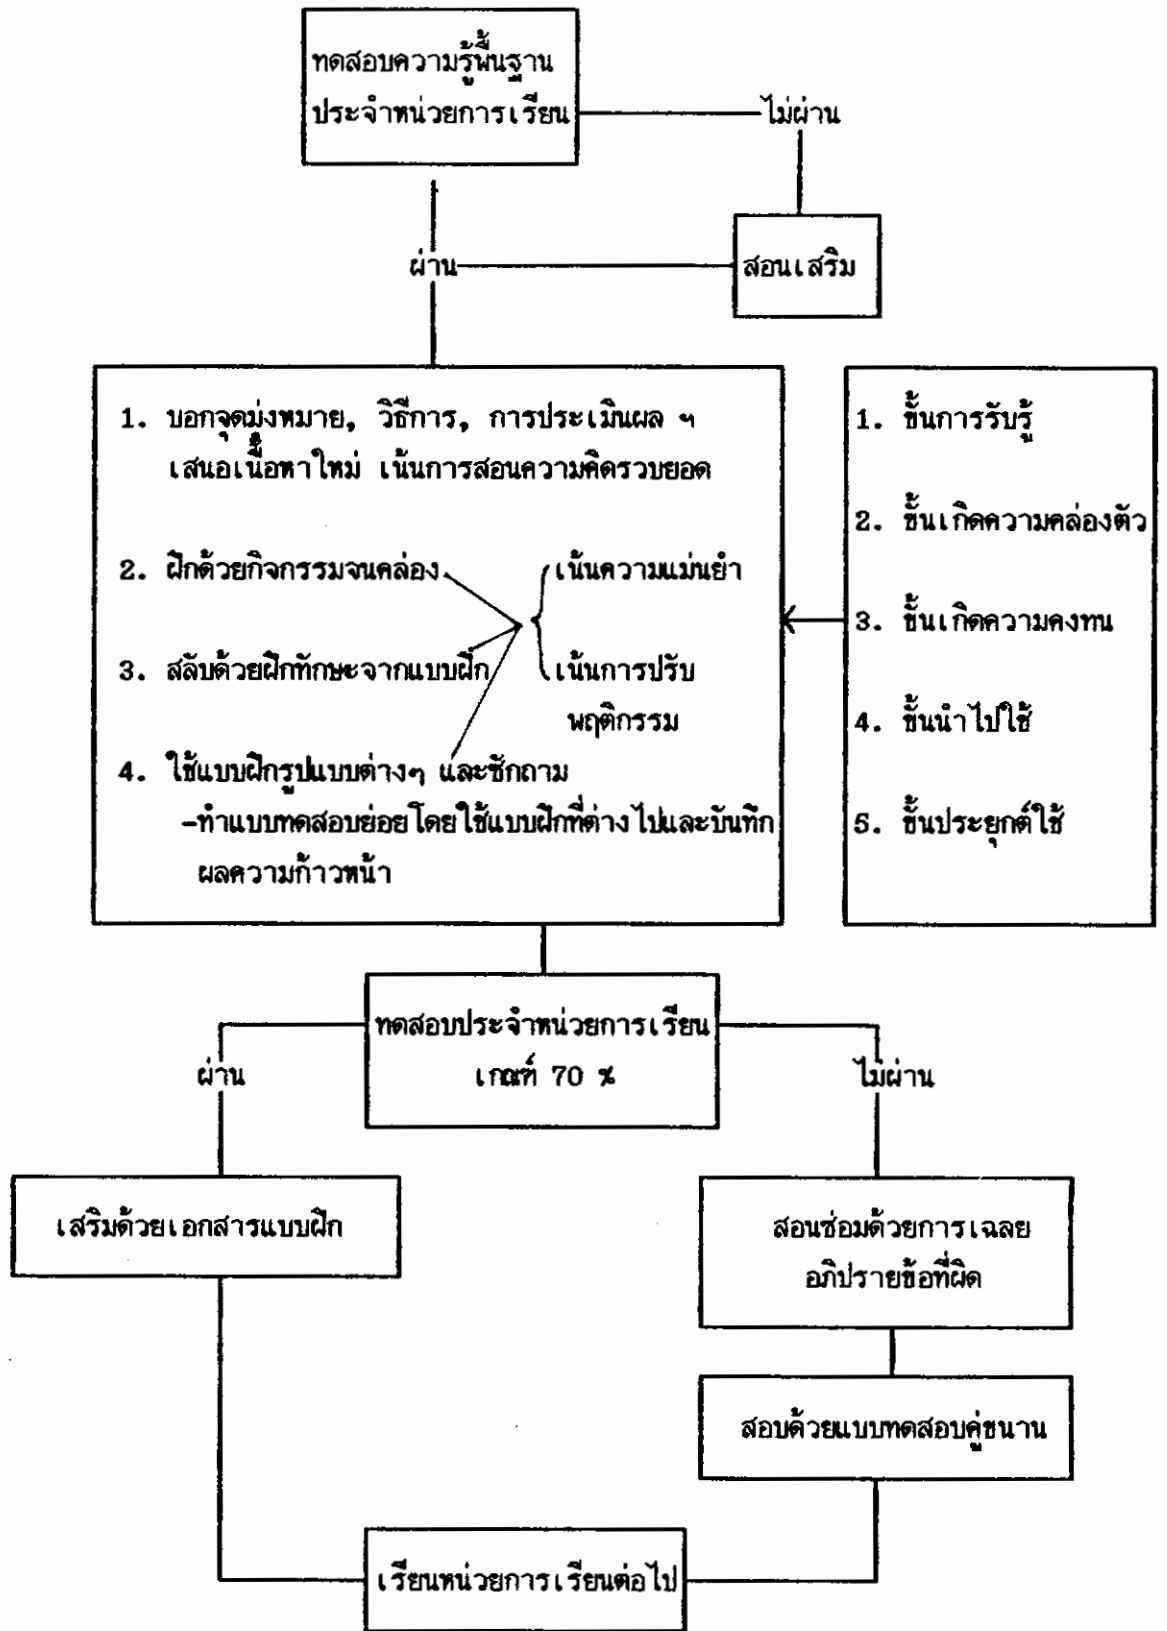 ทดสอบความรู้พื้นฐาน
ประจำหน่วยการเรียน
ไม่ผ่าน
ผ่าน
สอนเสริม
1. บอกจุดมุ่งหมาย, วิธีการ, การประเมินผล ฯ
เสนอเนื้อหาใหม่ เน้นการสอนความคิดรวบยอด
2. ฝึกด้วยกิจกรรมจนคล่อง
เน้นความแม่นยำ
3. สลับด้วยฝึกทักษะจากแบบฝึก
เน้นการปรับ
พฤติกรรม
4. ใช้แบบฝึกรูปแบบต่างๆ และซักถาม
-ทำแบบทดสอบย่อยโดยใช้แบบฝึกที่ต่างไปและบันทึก
ผลความก้าวหน้า
1. ขั้นการรับรู้
2. ขั้นเกิดความคล่องตัว
3. ขั้นเกิดความคงทน
4. ขั้นนำไปใช้
5. ขั้นประยุกต์ใช้
ทดสอบประจำหน่วยการเรียน
เกณฑ์ 70 %
ผ่าน
ไม่ผ่าน
เสริมด้วยเอกสารแบบฝึก
สอนซ่อมด้วยการเฉลย
อภิปรายข้อที่ผิด
สอบด้วยแบบทดสอบคู่ขนาน
เรียนหน่วยการเรียนต่อไป